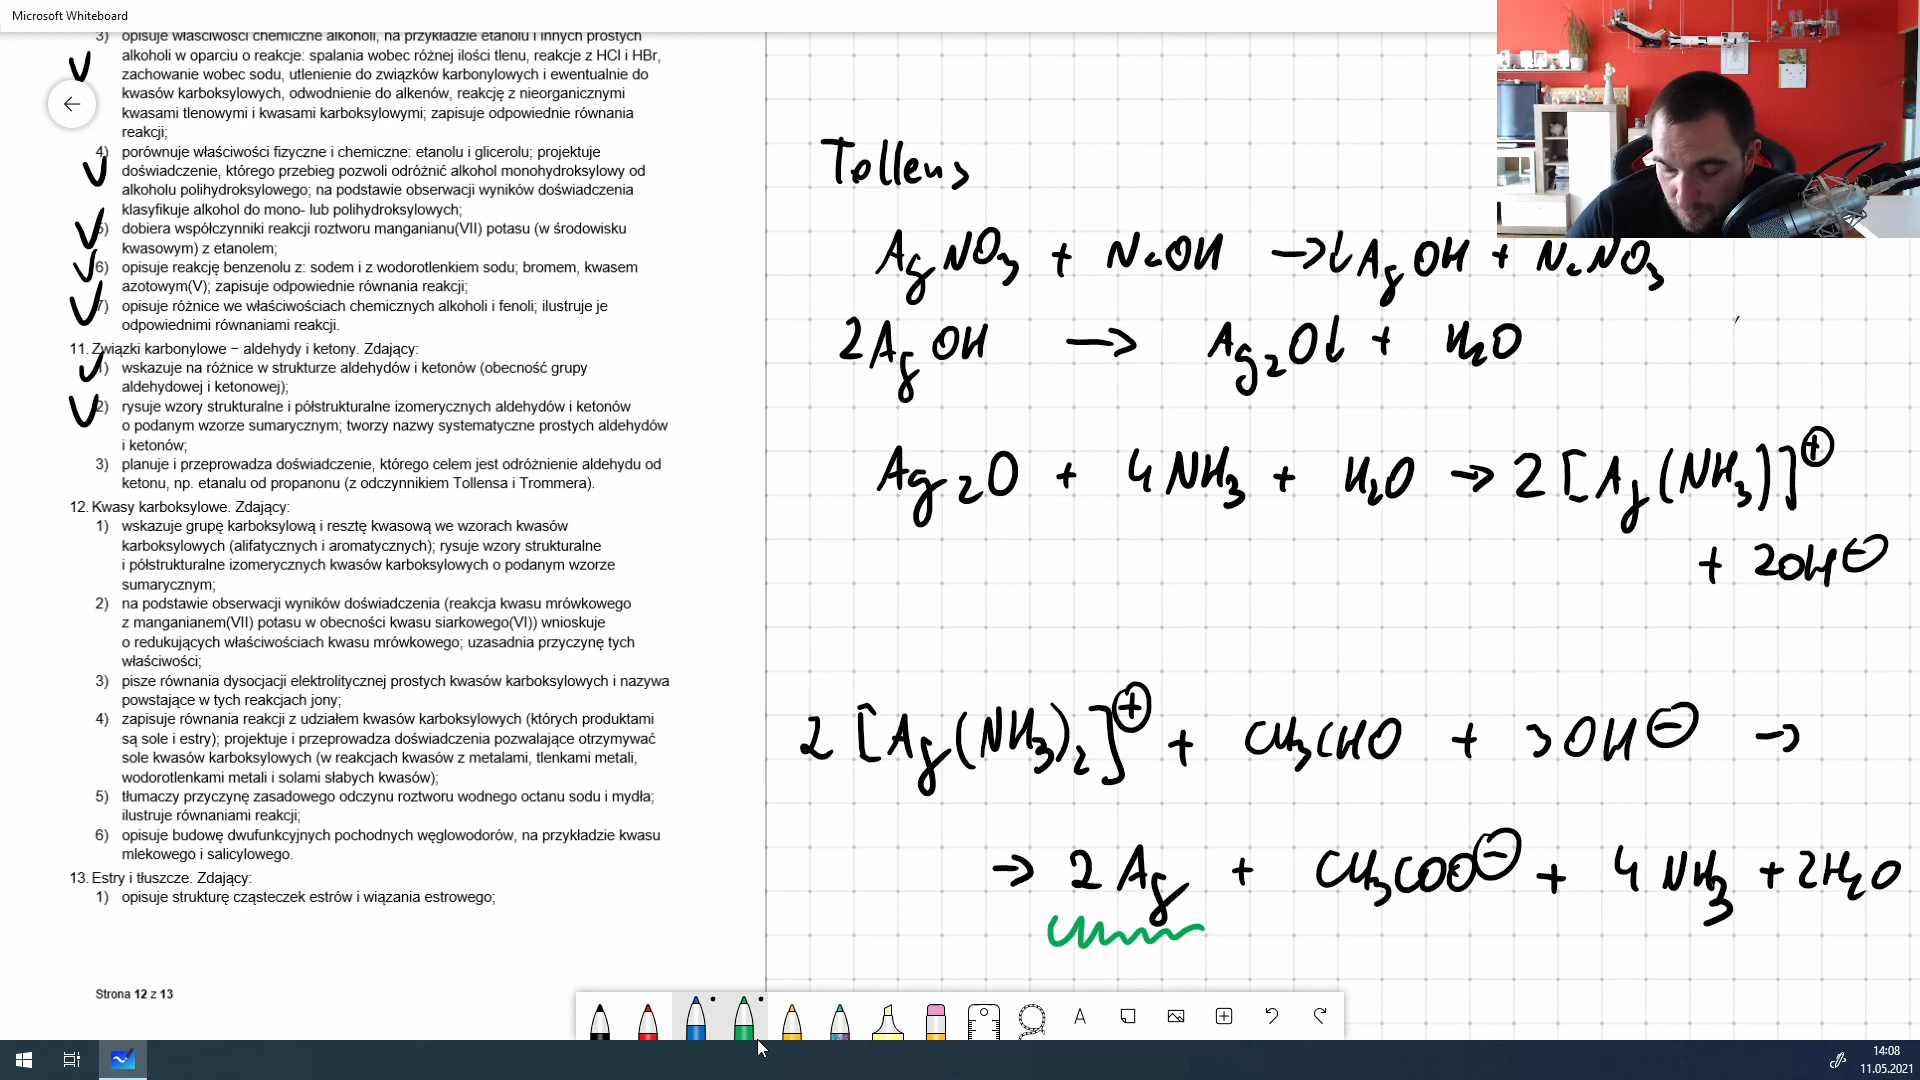 Microsoft Whiteboard
3) opisuje właściwości chemiczne alkoholi, na przykładzie etanolu i innych prostych
alkoholi w oparciu o reakcje: spalania wobec różnej ilości tlenu, reakcje z HCl i HBr,
zachowanie wobec sodu, utlenienie do związków karbonylowych i ewentualnie do
kwasów karboksylowych, odwodnienie do alkenów, reakcję z nieorganicznymi
kwasami tlenowymi i kwasami karboksylowymi; zapisuje odpowiednie równania
reakcji;
4) porównuje właściwości fizyczne i chemiczne: etanolu i glicerolu; projektuje
doświadczenie, którego przebieg pozwoli odróżnić alkohol monohydroksylowy od
alkoholu polihydroksylowego; na podstawie obserwacji wyników doświadczenia
klasyfikuje alkohol do mono- lub polihydroksylowych;
5) dobiera współczynniki reakcji roztworu manganianu(VII) potasu (w środowisku
kwasowym) z etanolem;
6) opisuje reakcję benzenolu z: sodem i z wodorotlenkiem sodu; bromem, kwasem
azotowym(V); zapisuje odpowiednie równania reakcji;
7) opisuje różnice we właściwościach chemicznych alkoholi i fenoli; ilustruje je
odpowiednimi równaniami reakcji.
11. Związki karbonylowe − aldehydy i ketony. Zdający:
1) wskazuje na różnice w strukturze aldehydów i ketonów (obecność grupy
aldehydowej i ketonowej);
2) rysuje wzory strukturalne i półstrukturalne izomerycznych aldehydów i ketonów
o podanym wzorze sumarycznym; tworzy nazwy systematyczne prostych aldehydów
i ketonów;
3) planuje i przeprowadza doświadczenie, którego celem jest odróżnienie aldehydu od
ketonu, np. etanalu od propanonu (z odczynnikiem Tollensa i Trommera).
12. Kwasy karboksylowe. Zdający:
1) wskazuje grupę karboksylową i resztę kwasową we wzorach kwasów
karboksylowych (alifatycznych i aromatycznych); rysuje wzory strukturalne
i półstrukturalne izomerycznych kwasów karboksylowych o podanym wzorze
sumarycznym;
2) na podstawie obserwacji wyników doświadczenia (reakcja kwasu mrówkowego
z manganianem(VII) potasu w obecności kwasu siarkowego(VI)) wnioskuje
o redukujących właściwościach kwasu mrówkowego; uzasadnia przyczynę tych
właściwości;
3) pisze równania dysocjacji elektrolitycznej prostych kwasów karboksylowych i nazywa
powstające w tych reakcjach jony;
4) zapisuje równania reakcji z udziałem kwasów karboksylowych (których produktami
są sole i estry); projektuje i przeprowadza doświadczenia pozwalające otrzymywać
sole kwasów karboksylowych (w reakcjach kwasów z metalami, tlenkami metali,
wodorotlenkami metali i solami słabych kwasów);
5) tłumaczy przyczynę zasadowego odczynu roztworu wodnego octanu sodu i mydła;
ilustruje równaniami reakcji;
6) opisuje budowę dwufunkcyjnych pochodnych węglowodorów, na przykładzie kwasu
mlekowego i salicylowego.
13. Estry i tłuszcze. Zdający:
1) opisuje strukturę cząsteczek estrów i wiązania estrowego;
Strona 12 z 13
Tollens
AgNO₃ + NaOH → ↓AgOH + NaNO₃
2AgOH → Ag₂O↓ + H₂O
Ag₂O + 4NH₃ + H₂O → 2[Ag(NH₃)]⊕
+ 2OH⊖
2[Ag(NH₃)₂]⊕ + CH₃CHO + 3OH⊖ →
→ 2Ag + CH₃COO⊖ + 4NH₃ + 2H₂O
A
14:08
11.05.2021